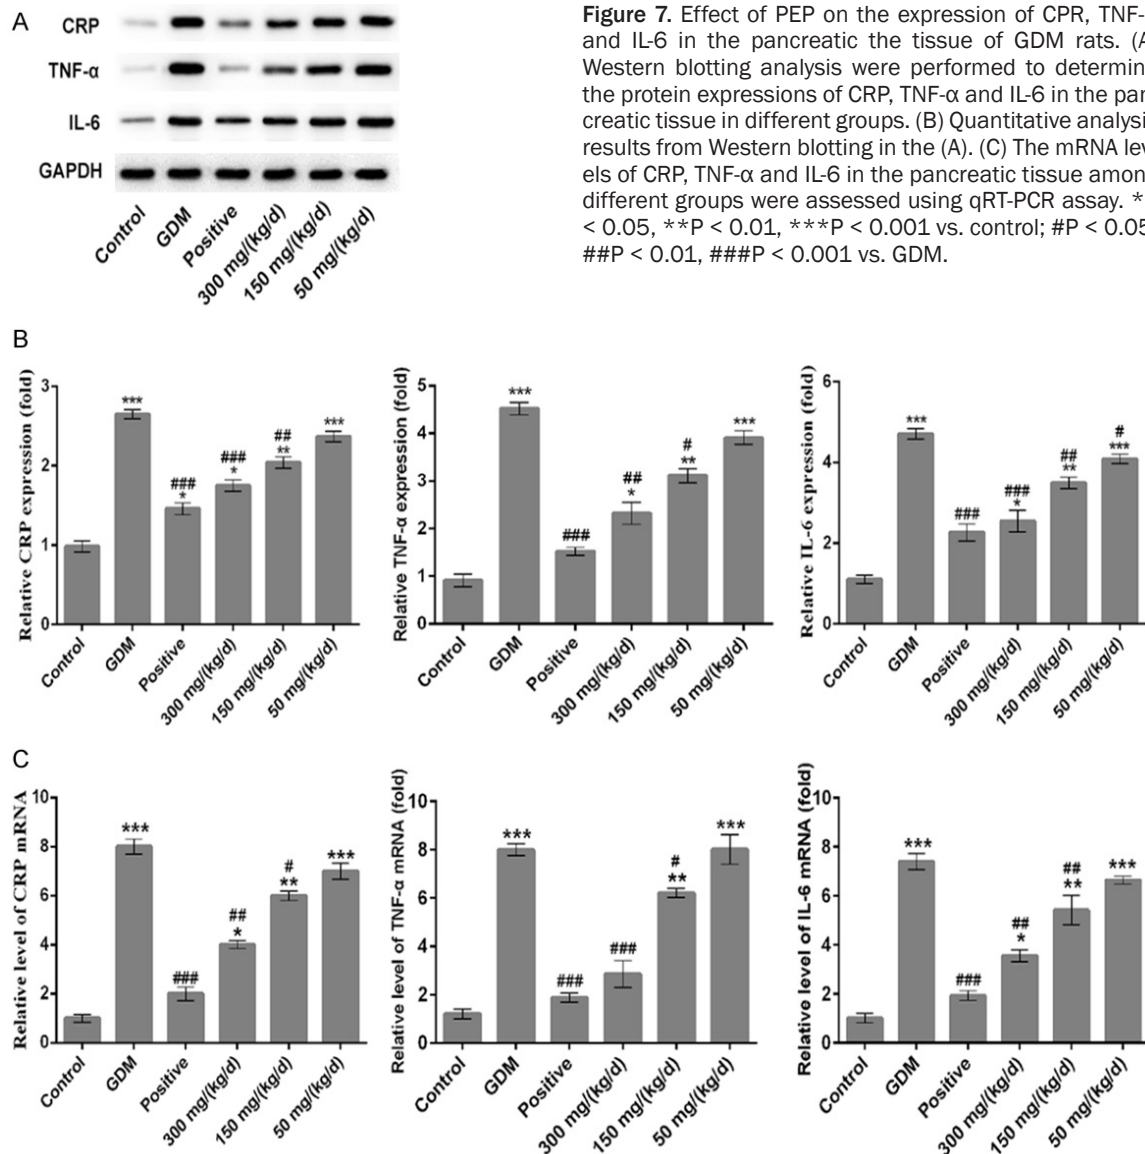 A
CRP
TNF-α
IL-6
GAPDH
Control
GDM
Positive
300 mg/(kg/d)
150 mg/(kg/d)
50 mg/(kg/d)
Figure 7. Effect of PEP on the expression of CPR, TNF-
and IL-6 in the pancreatic the tissue of GDM rats. (A
Western blotting analysis were performed to determin
the protein expressions of CRP, TNF-α and IL-6 in the pan
creatic tissue in different groups. (B) Quantitative analysi
results from Western blotting in the (A). (C) The mRNA lev
els of CRP, TNF-α and IL-6 in the pancreatic tissue amon
different groups were assessed using qRT-PCR assay. *
< 0.05, **P < 0.01, ***P < 0.001 vs. control; #P < 0.05
##P < 0.01, ###P < 0.001 vs. GDM.
B
Relative CRP expression (fold)
3
2
1
0
***
###
*
###
*
##
**
***
Control
GDM
Positive
300 mg/(kg/d)
150 mg/(kg/d)
50 mg/(kg/d)
Relative TNF-α expression (fold)
5
4
3
2
1
0
***
###
##
*
#
**
***
Control
GDM
Positive
300 mg/(kg/d)
150 mg/(kg/d)
50 mg/(kg/d)
Relative IL-6 expression (fold)
6
4
2
0
***
###
###
*
##
**
#
***
Control
GDM
Positive
300 mg/(kg/d)
150 mg/(kg/d)
50 mg/(kg/d)
C
Relative level of CRP mRNA
10
8
6
4
2
0
***
###
##
*
#
**
***
Control
GDM
Positive
300 mg/(kg/d)
150 mg/(kg/d)
50 mg/(kg/d)
Relative level of TNF-α mRNA (fold)
10
8
6
4
2
0
***
###
###
#
**
***
Control
GDM
Positive
300 mg/(kg/d)
150 mg/(kg/d)
50 mg/(kg/d)
Relative level of IL-6 mRNA (fold)
10
8
6
4
2
0
***
###
##
*
##
**
***
Control
GDM
Positive
300 mg/(kg/d)
150 mg/(kg/d)
50 mg/(kg/d)